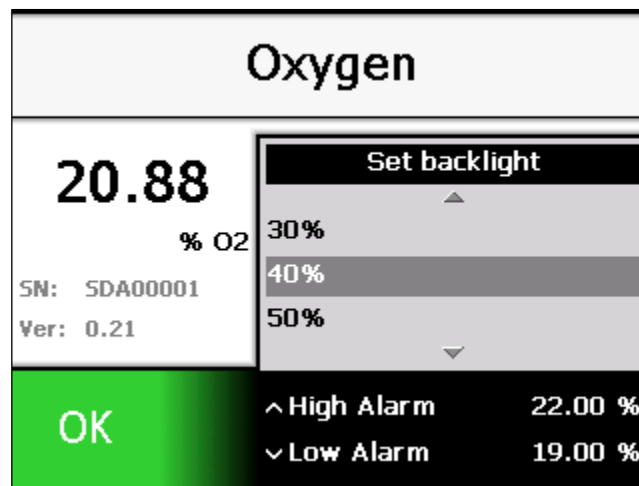 Oxygen
20.88
% O2
SN: SDA00001
Ver: 0.21
Set backlight
30%
40%
50%
OK
High Alarm 22.00 %
Low Alarm 19.00 %